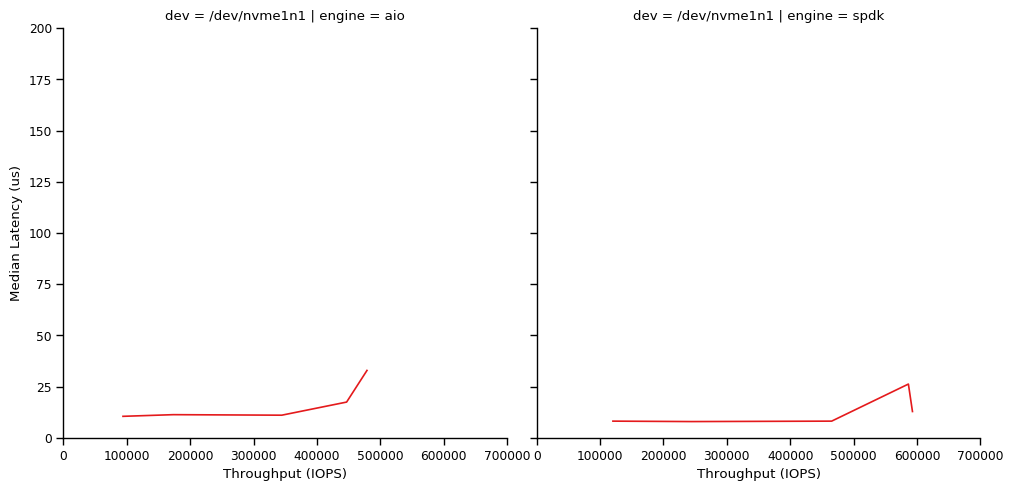 dev = /dev/nvme1n1 | engine = aio
dev = /dev/nvme1n1 | engine = spdk
200
175
150
125
100
75
50
25
0
Median Latency (us)
0 100000 200000 300000 400000 500000 600000 700000
0 100000 200000 300000 400000 500000 600000 700000
Throughput (IOPS)
Throughput (IOPS)